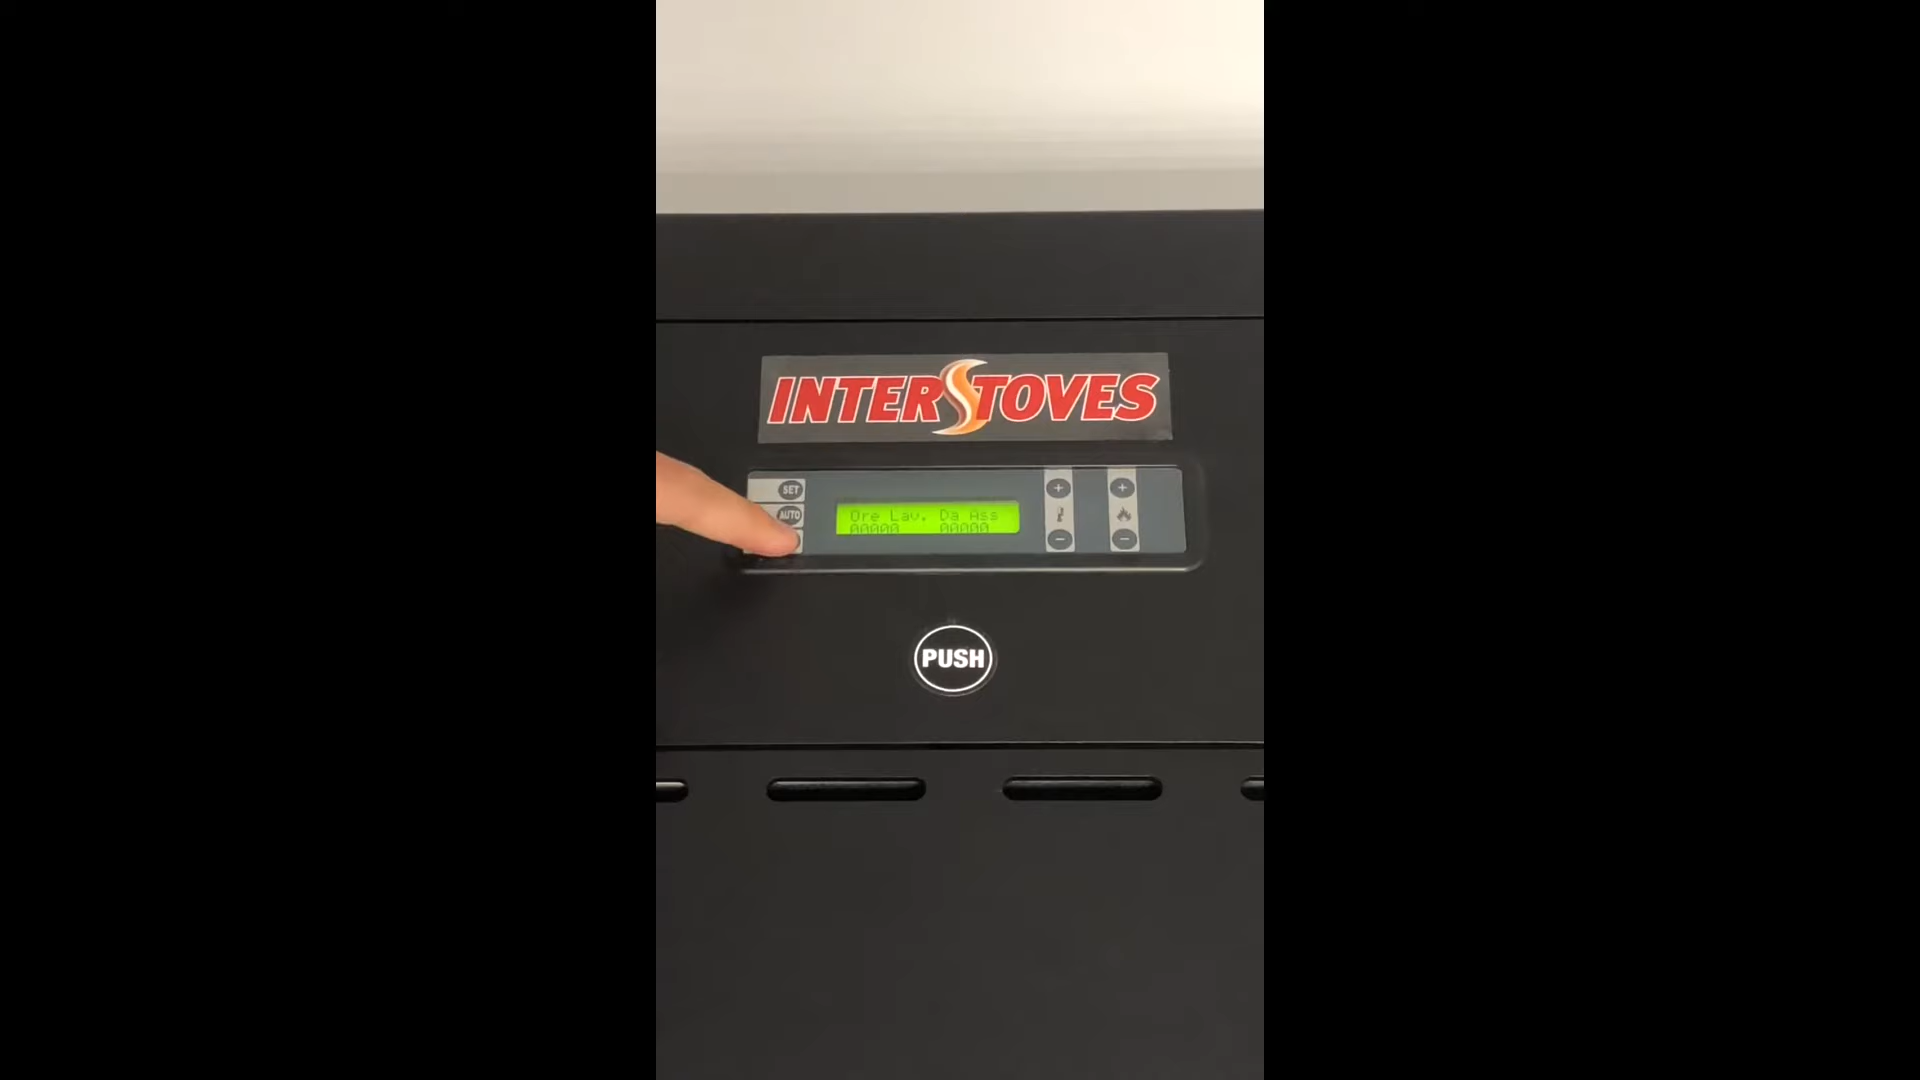 INTERSTOVES
SET
AUTO
Ore Lav. Da Ass
00000 00000
PUSH